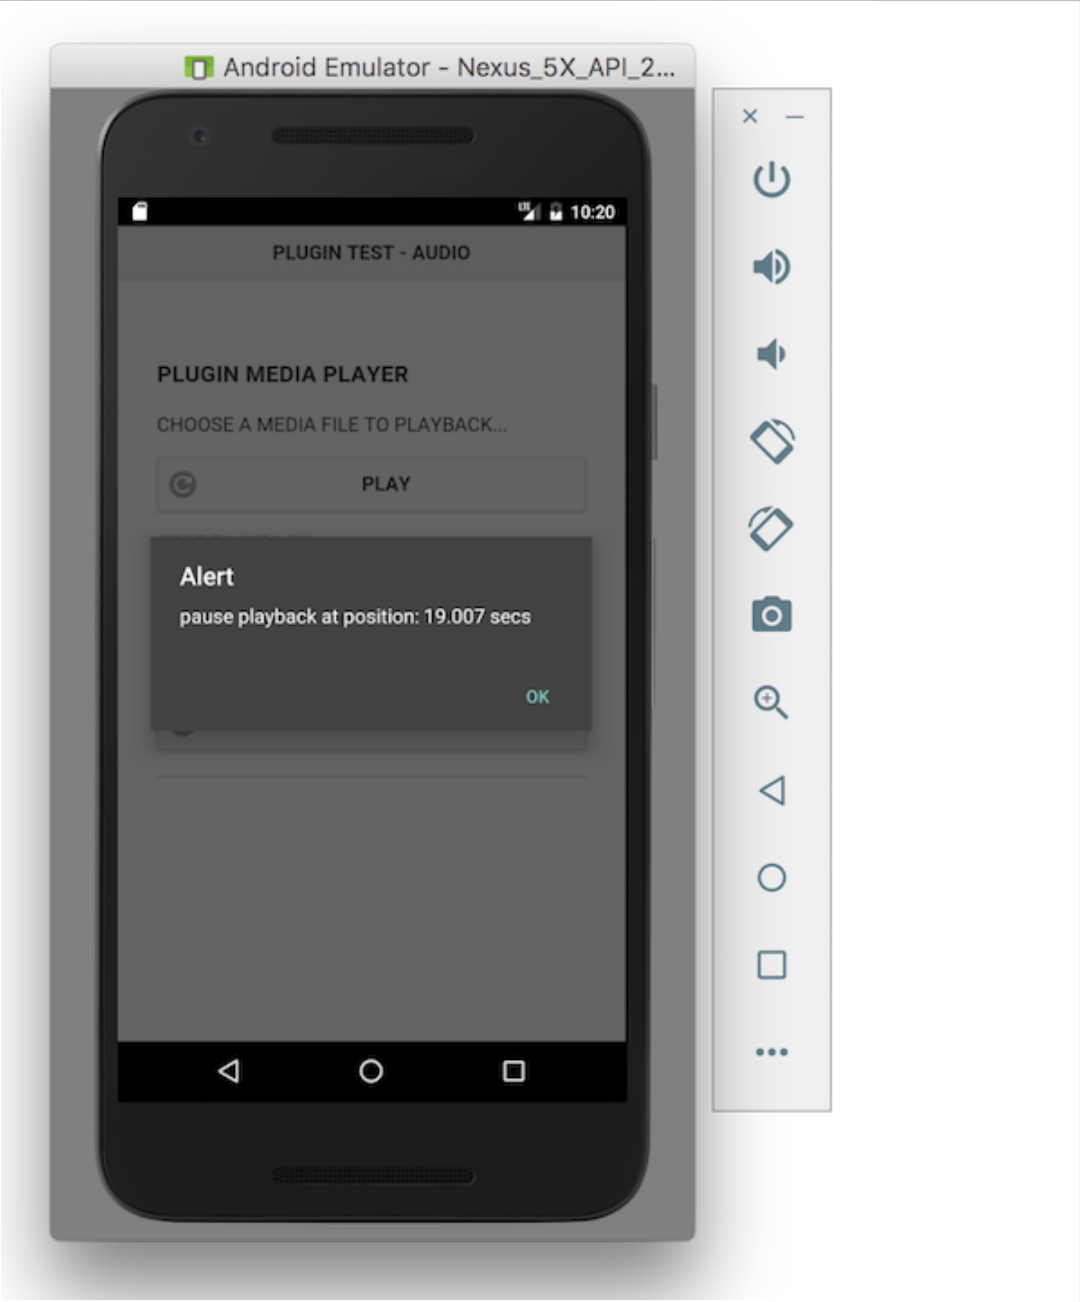 Android Emulator - Nexus_5X_API_2...
LTE 10:20
PLUGIN TEST - AUDIO
PLUGIN MEDIA PLAYER
CHOOSE A MEDIA FILE TO PLAYBACK...
PLAY
Alert
pause playback at position: 19.007 secs
OK